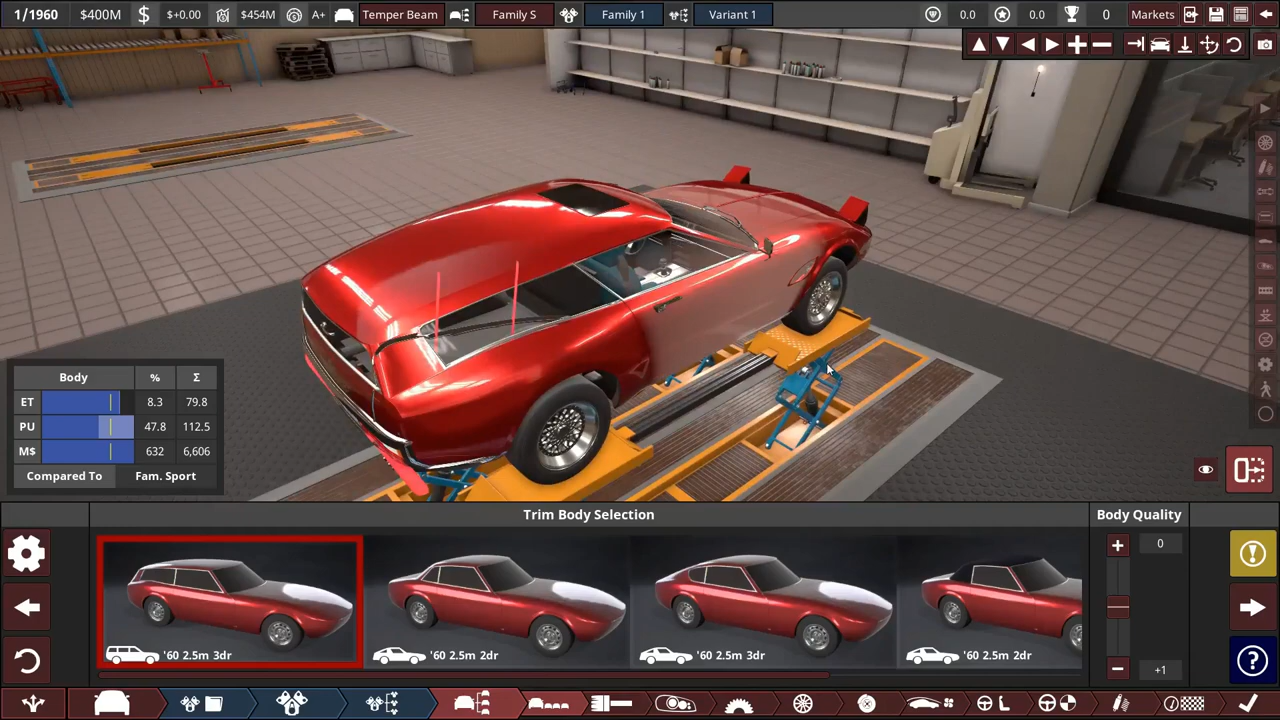 1/1960 $400M $ $+0.00 $454M A+ Temper Beam Family S Family 1 Variant 1 0.0 0.0 0 Markets
Body % Σ
ET 8.3 79.8
PU 47.8 112.5
M$ 632 6,606
Compared To Fam. Sport
Trim Body Selection
Body Quality
+ 0
'60 2.5m 3dr
'60 2.5m 2dr
'60 2.5m 3dr
'60 2.5m 2dr
- +1